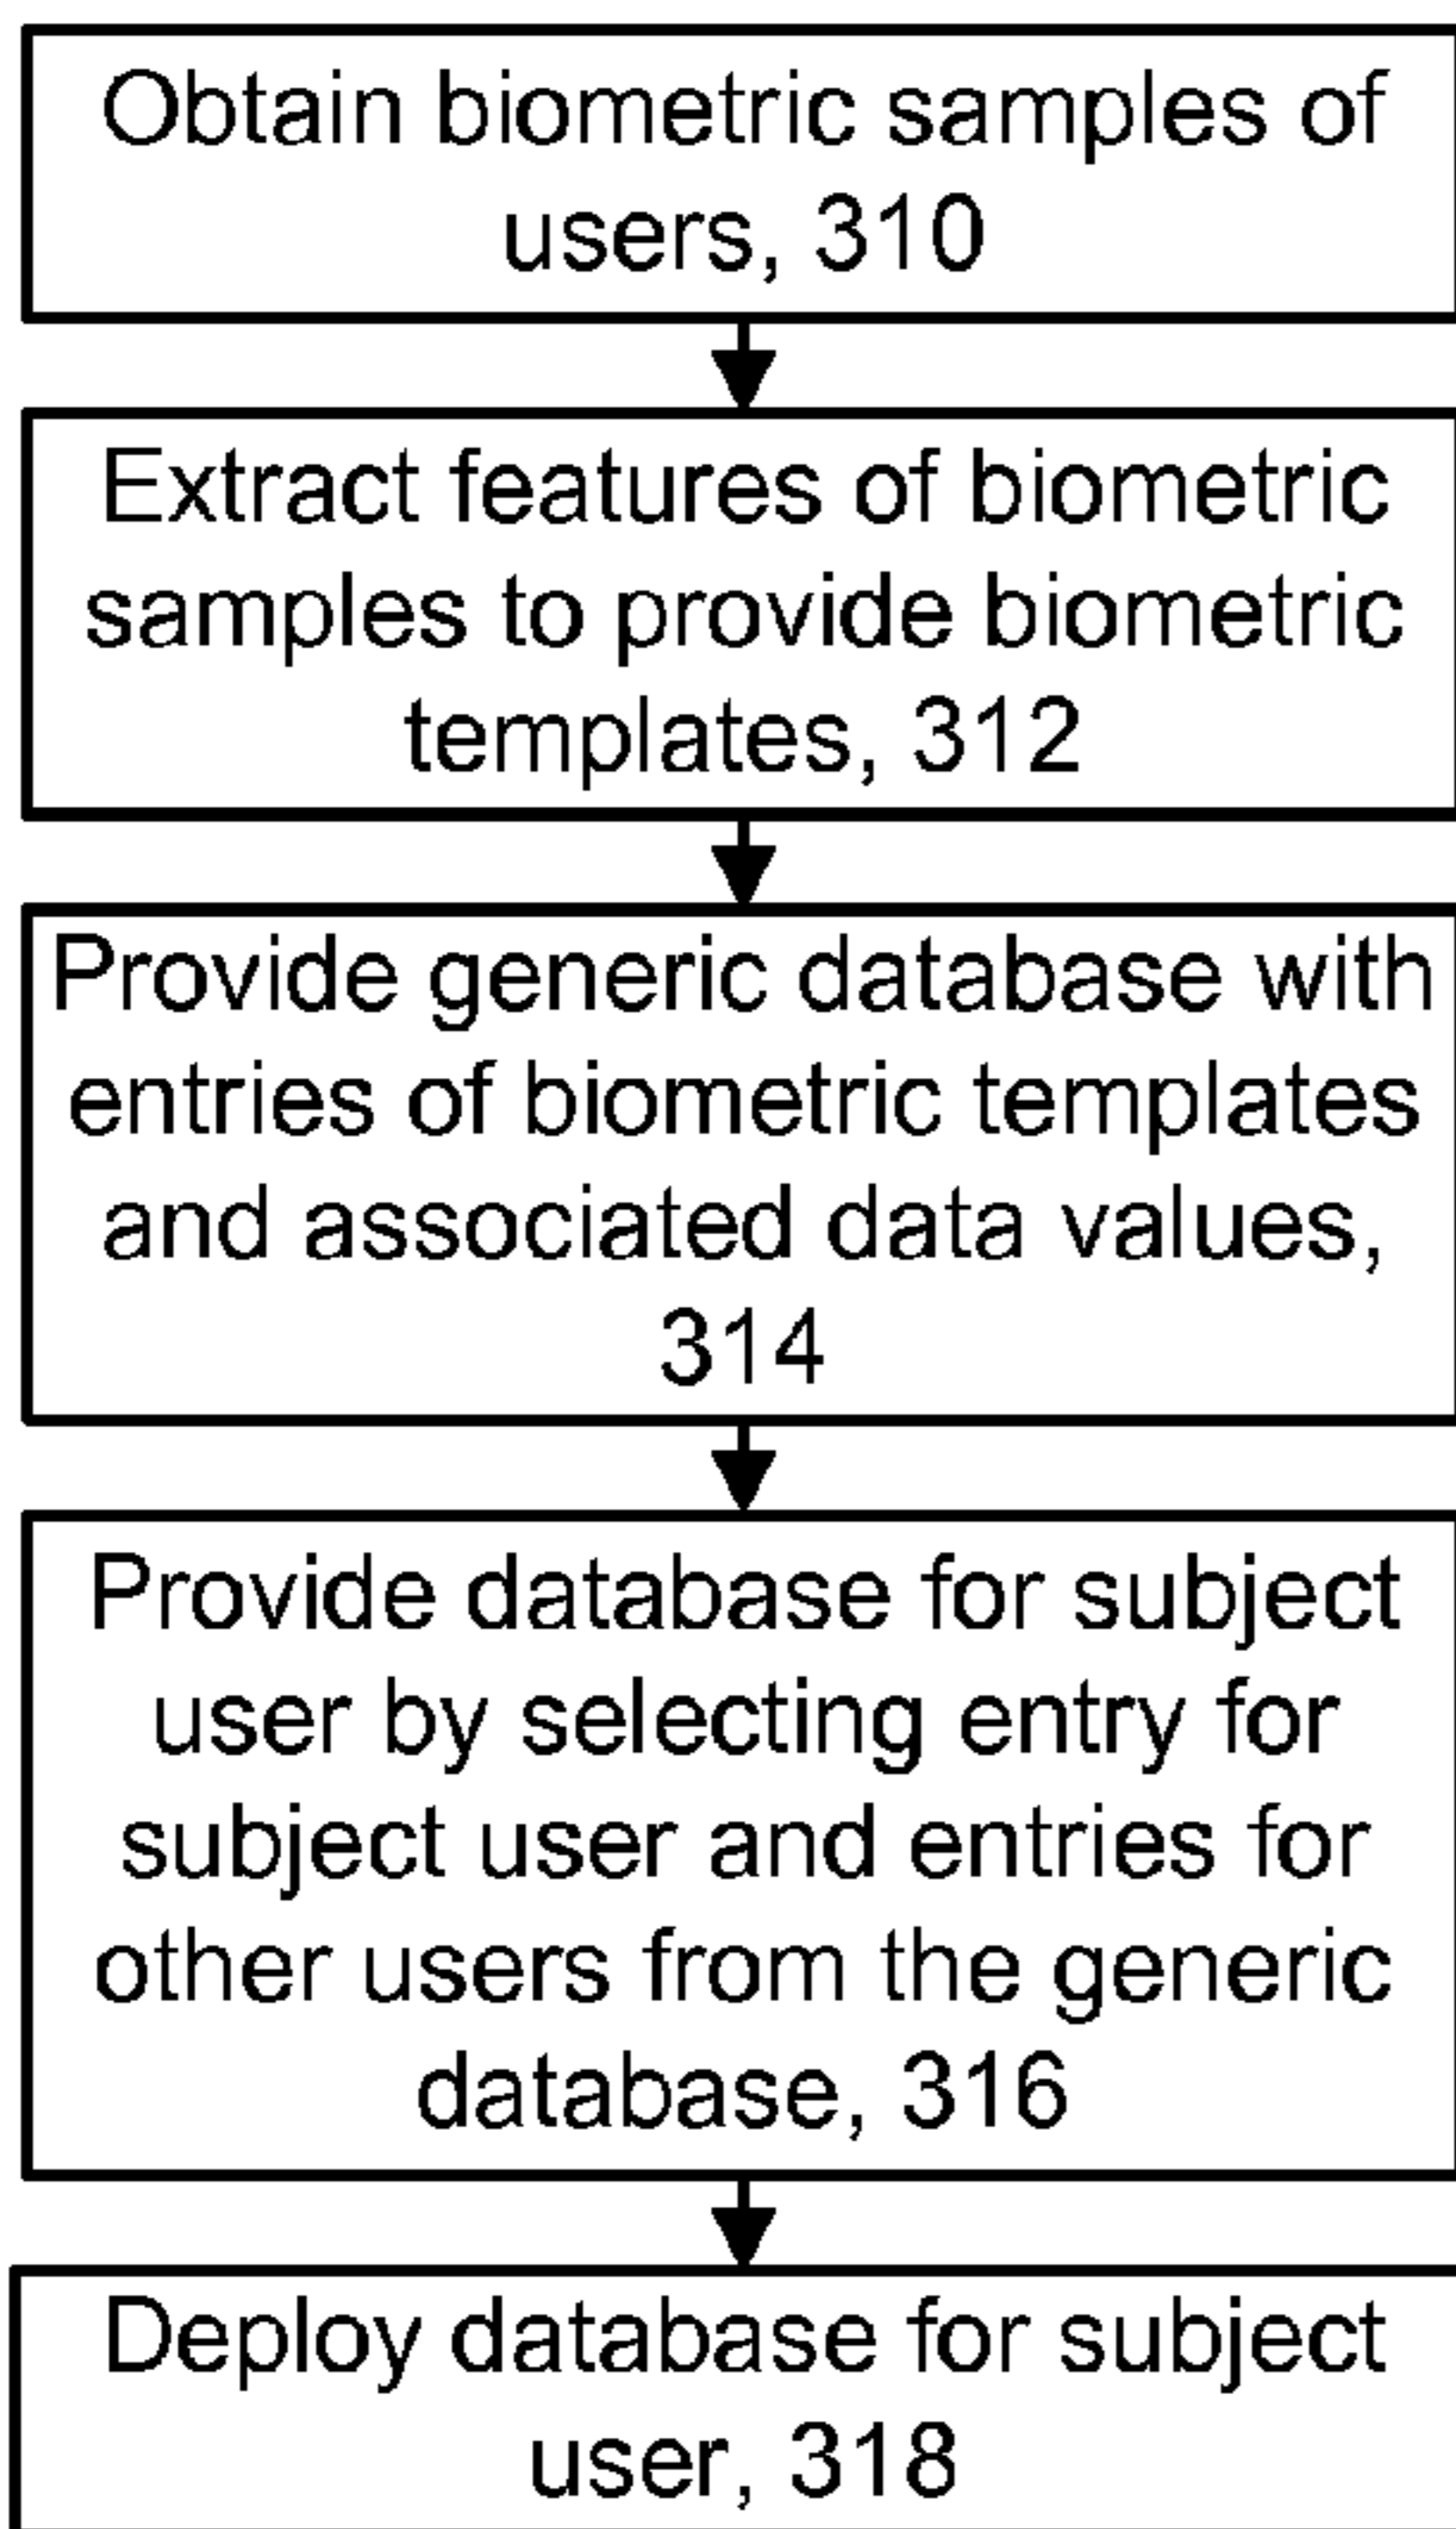 Obtain biometric samples of
users, 310
Extract features of biometric
samples to provide biometric
templates, 312
Provide generic database with
entries of biometric templates
and associated data values,
314
Provide database for subject
user by selecting entry for
subject user and entries for
other users from the generic
database, 316
Deploy database for subject
user, 318